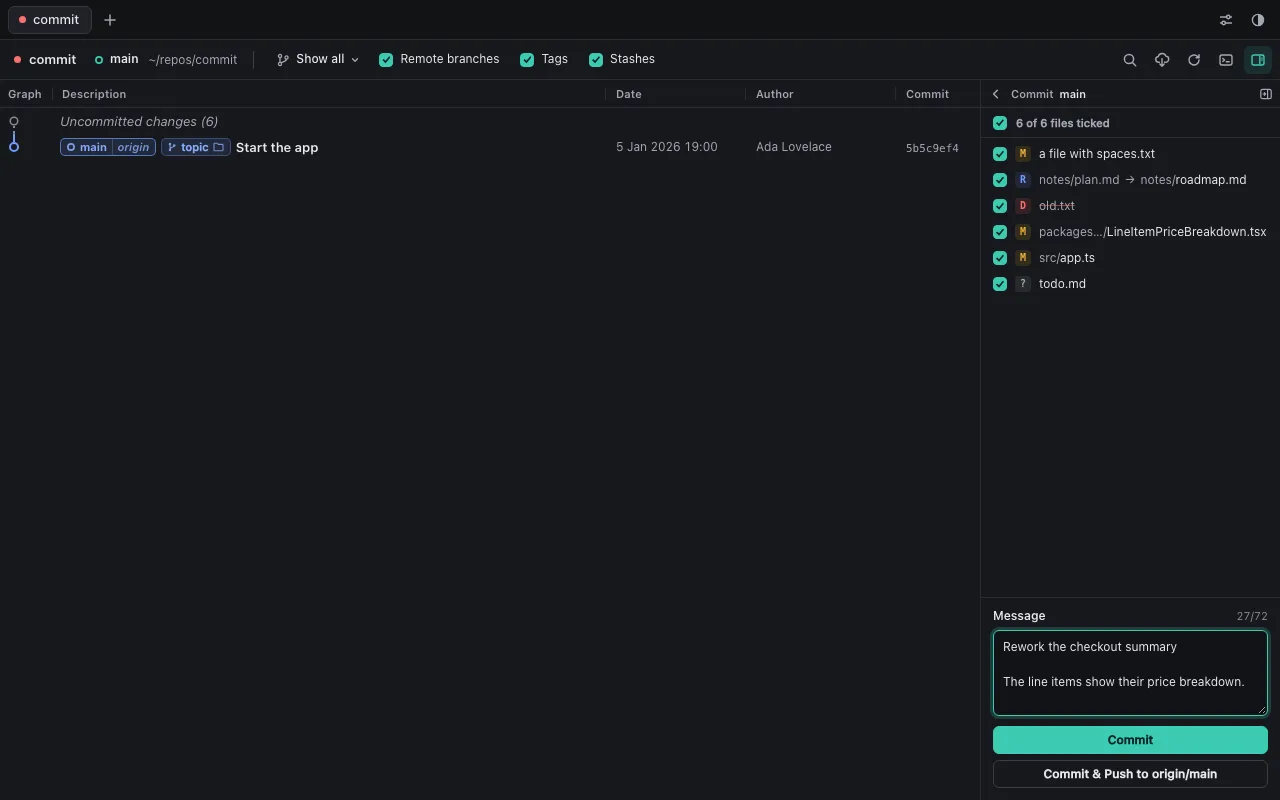 commit
commit main ~/repos/commit Show all Remote branches Tags Stashes
Graph Description Date Author Commit
Uncommitted changes (6)
main origin topic Start the app 5 Jan 2026 19:00 Ada Lovelace 5b5c9ef4
Commit main
6 of 6 files ticked
M a file with spaces.txt
R notes/plan.md → notes/roadmap.md
D old.txt
M packages…/LineItemPriceBreakdown.tsx
M src/app.ts
? todo.md
Message 27/72
Rework the checkout summary
The line items show their price breakdown.
Commit
Commit & Push to origin/main